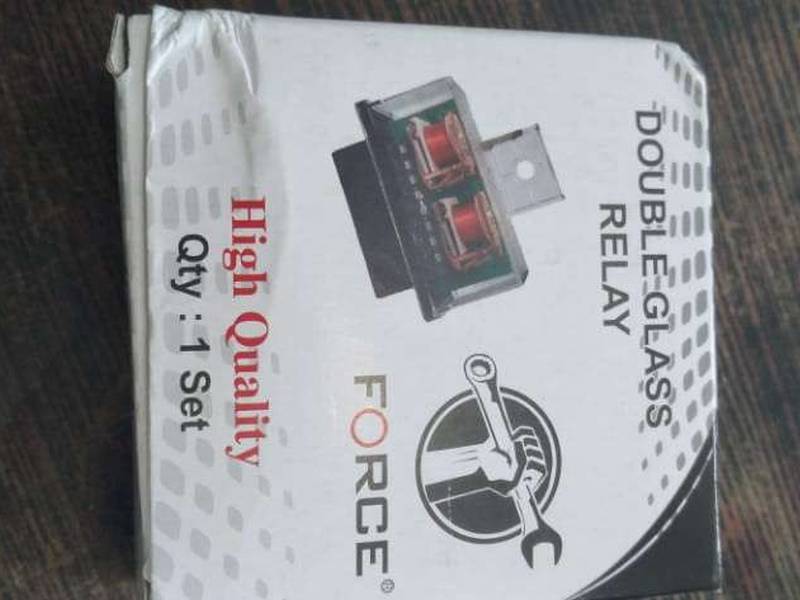 DOUBLE GLASS
RELAY
FORCE®
High Quality
Qty : 1 Set